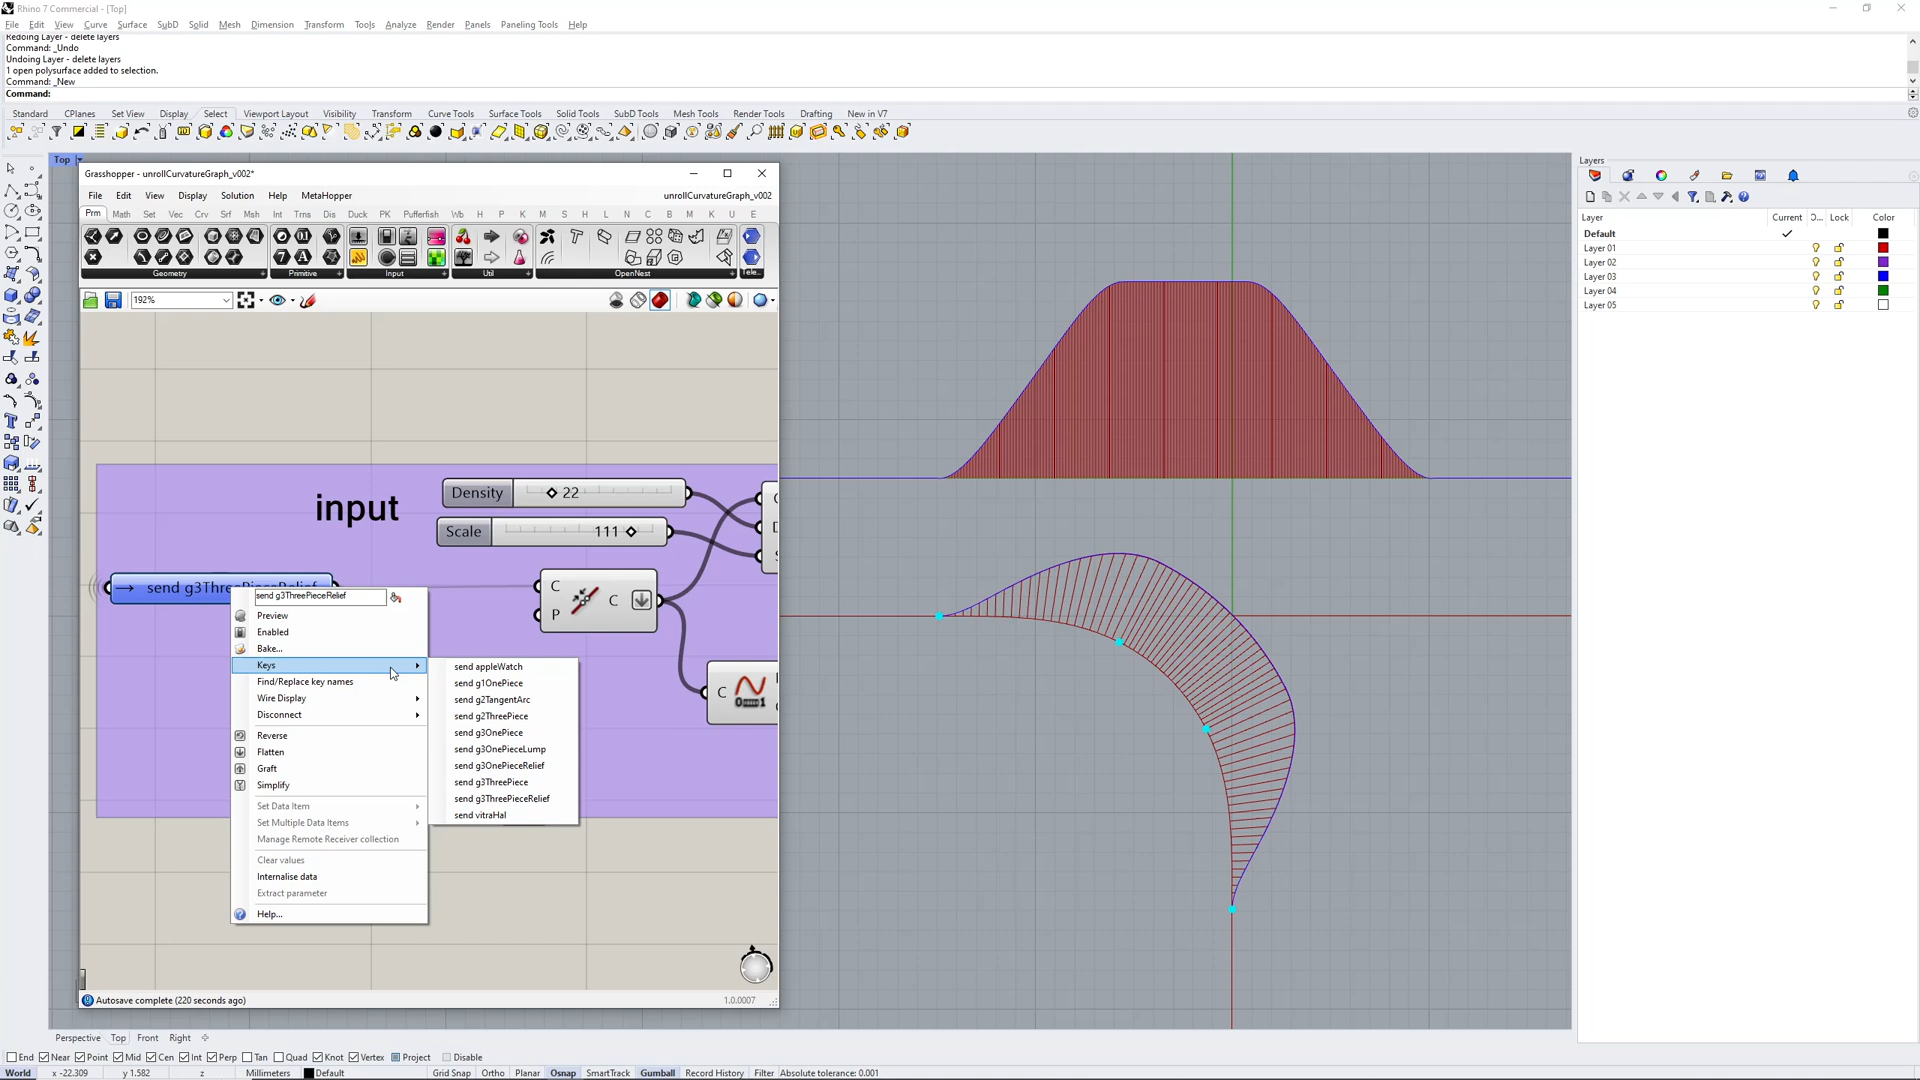 Rhino 7 Commercial - [Top]
File Edit View Curve Surface SubD Solid Mesh Dimension Transform Tools Analyze Render Panels Paneling Tools Help
Redoing Layer - delete layers
Command: _Undo
Undoing Layer - delete layers
1 open polysurface added to selection.
Command: _New
Command:
Standard CPlanes Set View Display Select Viewport Layout Visibility Transform Curve Tools Surface Tools Solid Tools SubD Tools Mesh Tools Render Tools Drafting New in V7
Top
Layers
Grasshopper - unrollCurvatureGraph_v002*
File Edit View Display Solution Help MetaHopper unrollCurvatureGraph_v002
Prm Math Set Vec Crv Srf Msh Int Trns Dis Duck PK Pufferfish Wb H P K M S H L N C B M K U E
Geometry Primitive Input Util OpenNest Tele..
192%
Layer Current O... Lock Color
Default
Layer 01
Layer 02
Layer 03
Layer 04
Layer 05
input
Density 22
Scale 111
send g3ThreePieceRelief
C P C
C 0 1
D
send g3ThreePieceRelief
Preview
Enabled
Bake...
Keys
Find/Replace key names
Wire Display
Disconnect
Reverse
Flatten
Graft
Simplify
Set Data Item
Set Multiple Data Items
Manage Remote Receiver collection
Clear values
Internalise data
Extract parameter
Help...
send appleWatch
send g1OnePiece
send g2TangentArc
send g2ThreePiece
send g3OnePiece
send g3OnePieceLump
send g3OnePieceRelief
send g3ThreePiece
send g3ThreePieceRelief
send vitraHal
Autosave complete (220 seconds ago) 1.0.0007
Perspective Top Front Right
End Near Point Mid Cen Int Perp Tan Quad Knot Vertex Project Disable
World x -22.309 y 1.582 z Millimeters Default Grid Snap Ortho Planar Osnap SmartTrack Gumball Record History Filter Absolute tolerance: 0.001